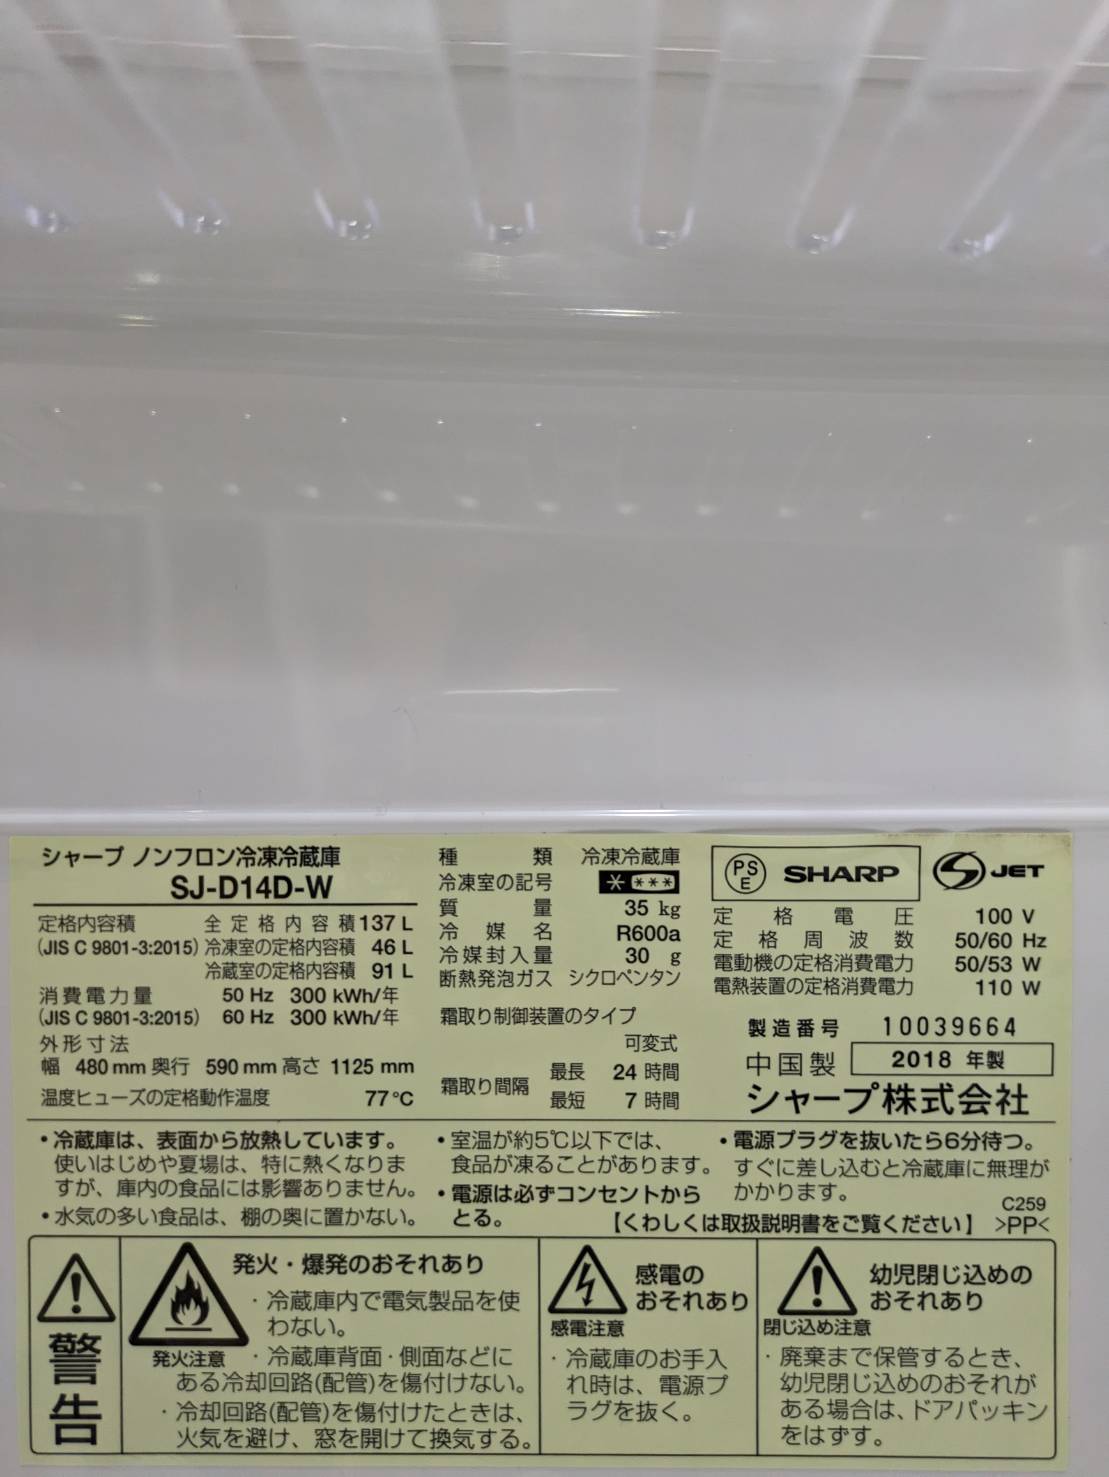 シャープ ノンフロン冷凍冷蔵庫
SJ-D14D-W
定格内容積 全定格内容積 137 L
(JIS C 9801-3:2015) 冷凍室の定格内容積 46 L
冷蔵室の定格内容積 91 L
消費電力量 50 Hz 300 kWh/年
(JIS C 9801-3:2015) 60 Hz 300 kWh/年
外形寸法
幅 480 mm 奥行 590 mm 高さ 1125 mm
温度ヒューズの定格動作温度 77℃
種類 冷凍冷蔵庫
冷凍室の記号 * ***
質量 35 kg
冷媒名 R600a
冷媒封入量 30 g
断熱発泡ガス シクロペンタン
霜取り制御装置のタイプ
可変式
霜取り間隔 最長 24 時間
最短 7 時間
PSE SHARP JET
定格電圧 100 V
定格周波数 50/60 Hz
電動機の定格消費電力 50/53 W
電熱装置の定格消費電力 110 W
製造番号 10039664
中国製 2018 年製
シャープ株式会社
・冷蔵庫は、表面から放熱しています。
使いはじめや夏場は、特に熱くなりま
すが、庫内の食品には影響ありません。
・水気の多い食品は、棚の奥に置かない。
・室温が約5℃以下では、
食品が凍ることがあります。
・電源は必ずコンセントから
とる。
・電源プラグを抜いたら6分待つ。
すぐに差し込むと冷蔵庫に無理が
かかります。
C259
【くわしくは取扱説明書をご覧ください】 >PP<
警告
発火注意
発火・爆発のおそれあり
・冷蔵庫内で電気製品を使
わない。
・冷蔵庫背面・側面などに
ある冷却回路(配管)を傷付けない。
・冷却回路(配管)を傷付けたときは、
火気を避け、窓を開けて換気する。
感電注意
感電の
おそれあり
・冷蔵庫のお手入
れ時は、電源プ
ラグを抜く。
閉じ込め注意
幼児閉じ込めの
おそれあり
・廃棄まで保管するとき、
幼児閉じ込めのおそれが
ある場合は、ドアパッキン
をはずす。